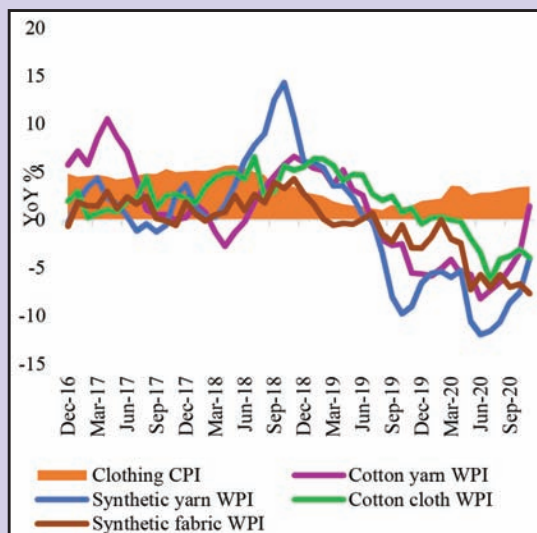 20
15
10
5
0
-5
-10
-15
YoY %
Dec-16
Mar-17
Jun-17
Sep-17
Dec-17
Mar-18
Jun-18
Sep-18
Dec-18
Mar-19
Jun-19
Sep-19
Dec-19
Mar-20
Jun-20
Sep-20
Clothing CPI
Cotton yarn WPI
Synthetic yarn WPI
Cotton cloth WPI
Synthetic fabric WPI